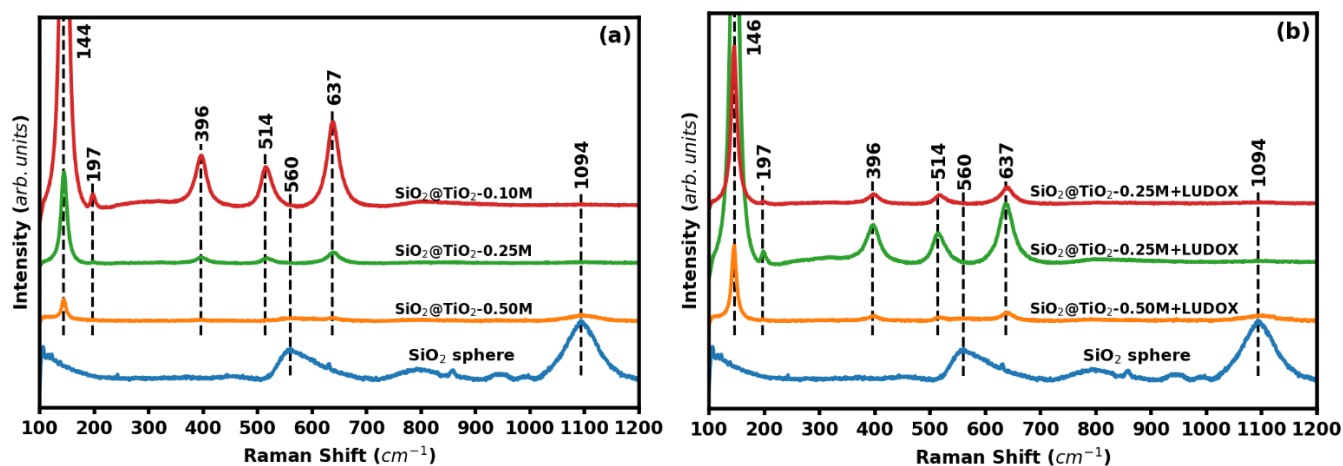 (a)
144
197
396
514
560
637
1094
SiO₂@TiO₂-0.10M
SiO₂@TiO₂-0.25M
SiO₂@TiO₂-0.50M
SiO₂ sphere
Intensity (arb. units)
100 200 300 400 500 600 700 800 900 1000 1100 1200
Raman Shift (cm⁻¹)
(b)
146
197
396
514
560
637
1094
SiO₂@TiO₂-0.25M+LUDOX
SiO₂@TiO₂-0.25M+LUDOX
SiO₂@TiO₂-0.50M+LUDOX
SiO₂ sphere
Intensity (arb. units)
100 200 300 400 500 600 700 800 900 1000 1100 1200
Raman Shift (cm⁻¹)